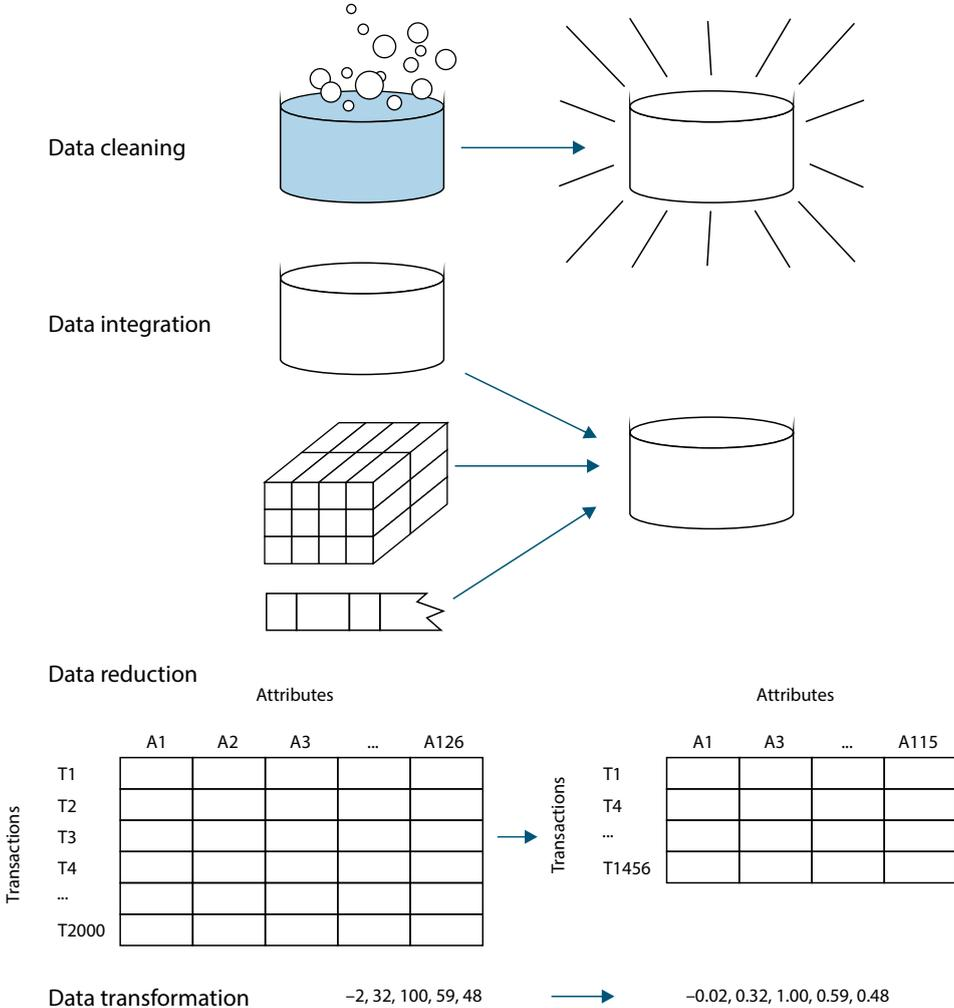 Data cleaning
Data integration
Data reduction
Attributes
A1 A2 A3 ... A126
Transactions
T1
T2
T3
T4
...
T2000
Attributes
A1 A3 ... A115
Transactions
T1
T4
...
T1456
Data transformation –2, 32, 100, 59, 48 –0.02, 0.32, 1.00, 0.59, 0.48